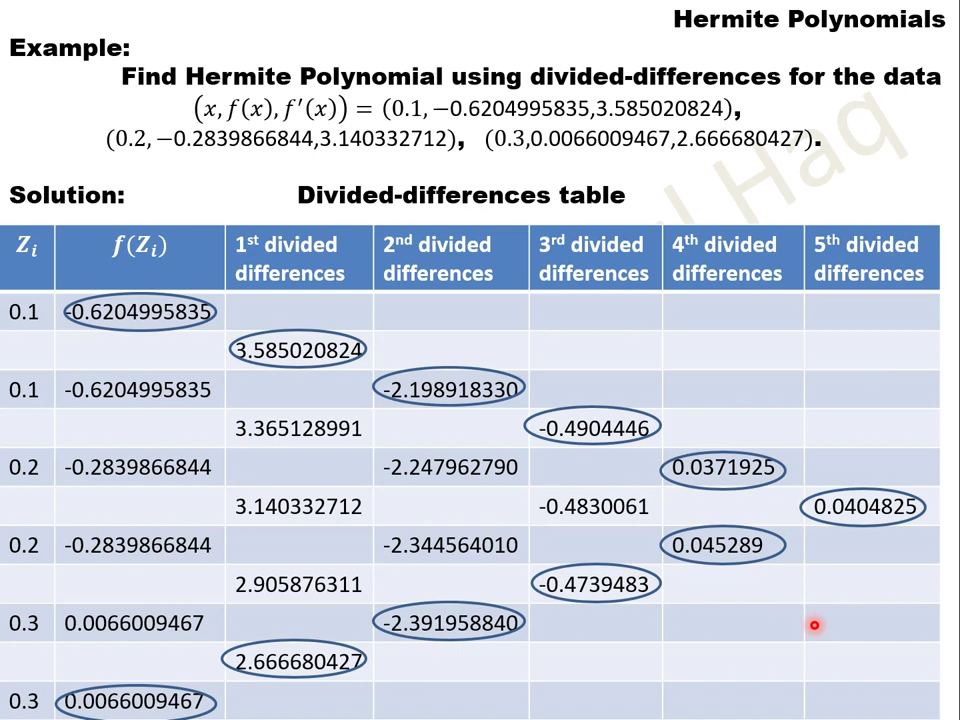 Hermite Polynomials
Example:
Find Hermite Polynomial using divided-differences for the data
(x, f(x), f′(x)) = (0.1, −0.6204995835,3.585020824),
(0.2, −0.2839866844,3.140332712), (0.3,0.0066009467,2.666680427).
Solution: Divided-differences table
Zᵢ f(Zᵢ) 1st divided differences 2nd divided differences 3rd divided differences 4th divided differences 5th divided differences
0.1 -0.6204995835
3.585020824
0.1 -0.6204995835 -2.198918330
3.365128991 -0.4904446
0.2 -0.2839866844 -2.247962790 0.0371925
3.140332712 -0.4830061 0.0404825
0.2 -0.2839866844 -2.344564010 0.045289
2.905876311 -0.4739483
0.3 0.0066009467 -2.391958840
2.666680427
0.3 0.0066009467
Haq